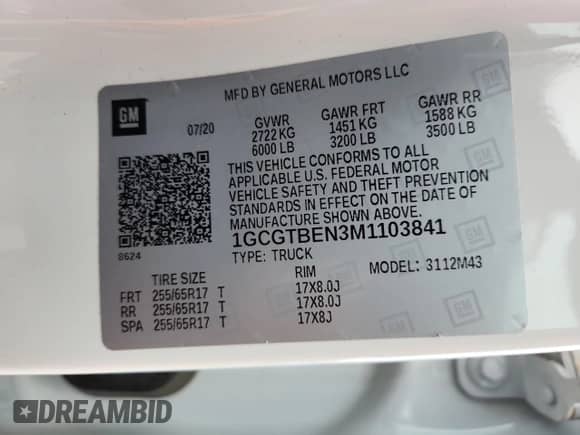 MFD BY GENERAL MOTORS LLC
GM
07/20
GVWR GAWR FRT GAWR RR
2722 KG 1451 KG 1588 KG
6000 LB 3200 LB 3500 LB
THIS VEHICLE CONFORMS TO ALL
APPLICABLE U.S. FEDERAL MOTOR
VEHICLE SAFETY AND THEFT PREVENTION
STANDARDS IN EFFECT ON THE DATE OF
MANUFACTURE SHOWN ABOVE.
8624
1GCGTBEN3M1103841
TYPE: TRUCK MODEL: 3112M43
TIRE SIZE RIM
FRT 255/65R17 T 17X8.0J
RR 255/65R17 T 17X8.0J
SPA 255/65R17 T 17X8J
DREAMBID